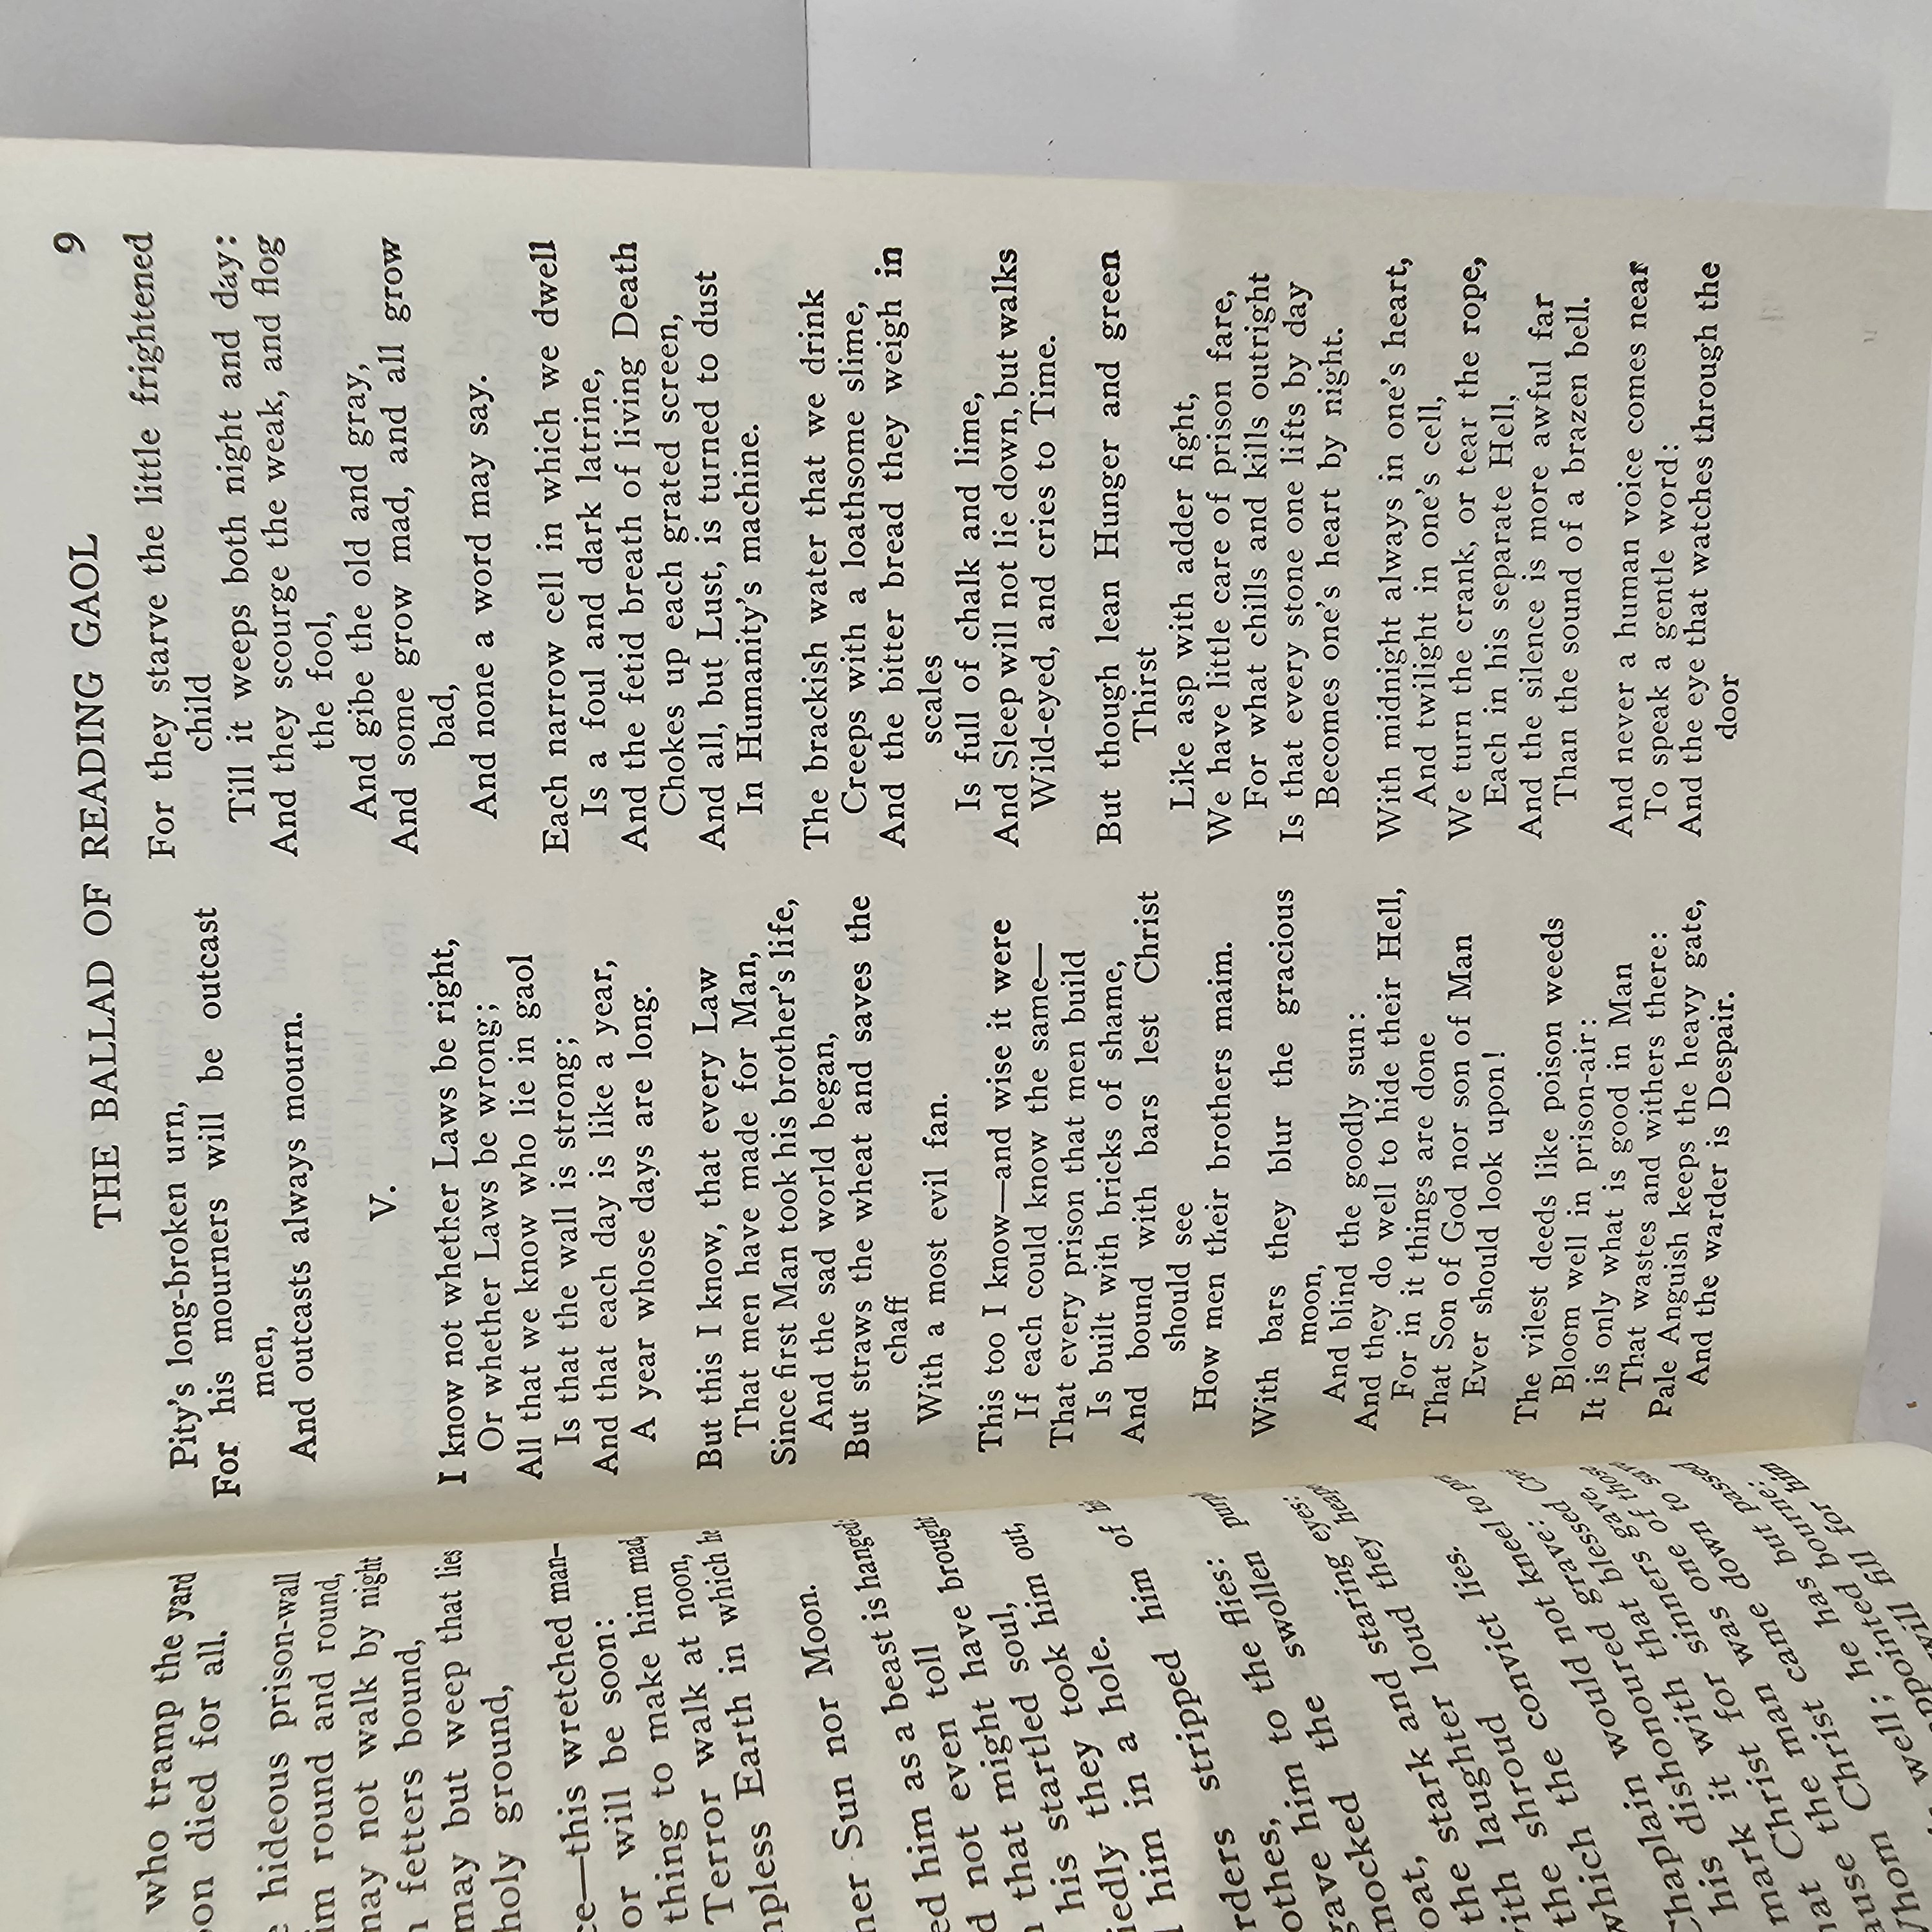 who tramp the yard
died for all.
hideous prison-wall
round and round,
may not walk by night
fetters bound,
may but weep that lies
holy ground,
—this wretched man—
or will be soon:
thing to make him mad,
Terror walk at noon,
Earth in which he
Sun nor Moon.
him as a beast is hanged:
not even toll
that might have brought
his startled soul,
they took him out,
him in a hole.
stripped him of his
gave him to the flies:
mocked the swollen purple
the stark and staring eyes:
with laughter loud they heaped
the shroud
which the convict lies.
Chaplain would not kneel to pray
his dishonoured grave:
mark it with that blessed Cross
Christ for sinners gave,
the man was one of those
Whom Christ came down to save.
well; he has but passed
appointed bourne:
will fill for him
THE BALLAD OF READING GAOL 9
Pity's long-broken urn,
For his mourners will be outcast
men,
And outcasts always mourn.
V.
I know not whether Laws be right,
Or whether Laws be wrong;
All that we know who lie in gaol
Is that the wall is strong;
And that each day is like a year,
A year whose days are long.
But this I know, that every Law
That men have made for Man,
Since first Man took his brother's life,
And the sad world began,
But straws the wheat and saves the
chaff
With a most evil fan.
This too I know—and wise it were
If each could know the same—
That every prison that men build
Is built with bricks of shame,
And bound with bars lest Christ
should see
How men their brothers maim.
With bars they blur the gracious
moon,
And blind the goodly sun:
And they do well to hide their Hell,
For in it things are done
That Son of God nor son of Man
Ever should look upon!
The vilest deeds like poison weeds
Bloom well in prison-air:
It is only what is good in Man
That wastes and withers there:
Pale Anguish keeps the heavy gate,
And the warder is Despair.
For they starve the little frightened
child
Till it weeps both night and day:
And they scourge the weak, and flog
the fool,
And gibe the old and gray,
And some grow mad, and all grow
bad,
And none a word may say.
Each narrow cell in which we dwell
Is a foul and dark latrine,
And the fetid breath of living Death
Chokes up each grated screen,
And all, but Lust, is turned to dust
In Humanity's machine.
The brackish water that we drink
Creeps with a loathsome slime,
And the bitter bread they weigh in
scales
Is full of chalk and lime,
And Sleep will not lie down, but walks
Wild-eyed, and cries to Time.
But though lean Hunger and green
Thirst
Like asp with adder fight,
We have little care of prison fare,
For what chills and kills outright
Is that every stone one lifts by day
Becomes one's heart by night.
With midnight always in one's heart,
And twilight in one's cell,
We turn the crank, or tear the rope,
Each in his separate Hell,
And the silence is more awful far
Than the sound of a brazen bell.
And never a human voice comes near
To speak a gentle word:
And the eye that watches through the
door